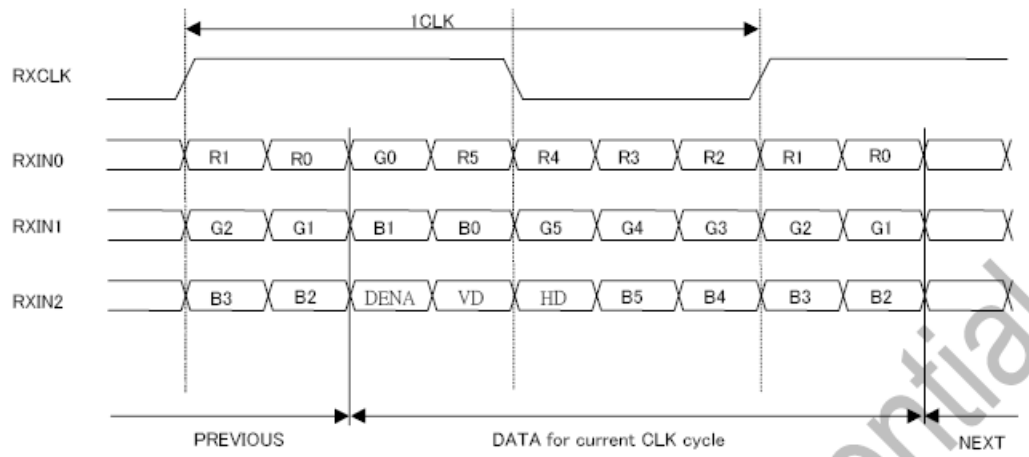 1CLK
RXCLK
RXIN0 R1 R0 G0 R5 R4 R3 R2 R1 R0
RXIN1 G2 G1 B1 B0 G5 G4 G3 G2 G1
RXIN2 B3 B2 DENA VD HD B5 B4 B3 B2
PREVIOUS DATA for current CLK cycle NEXT